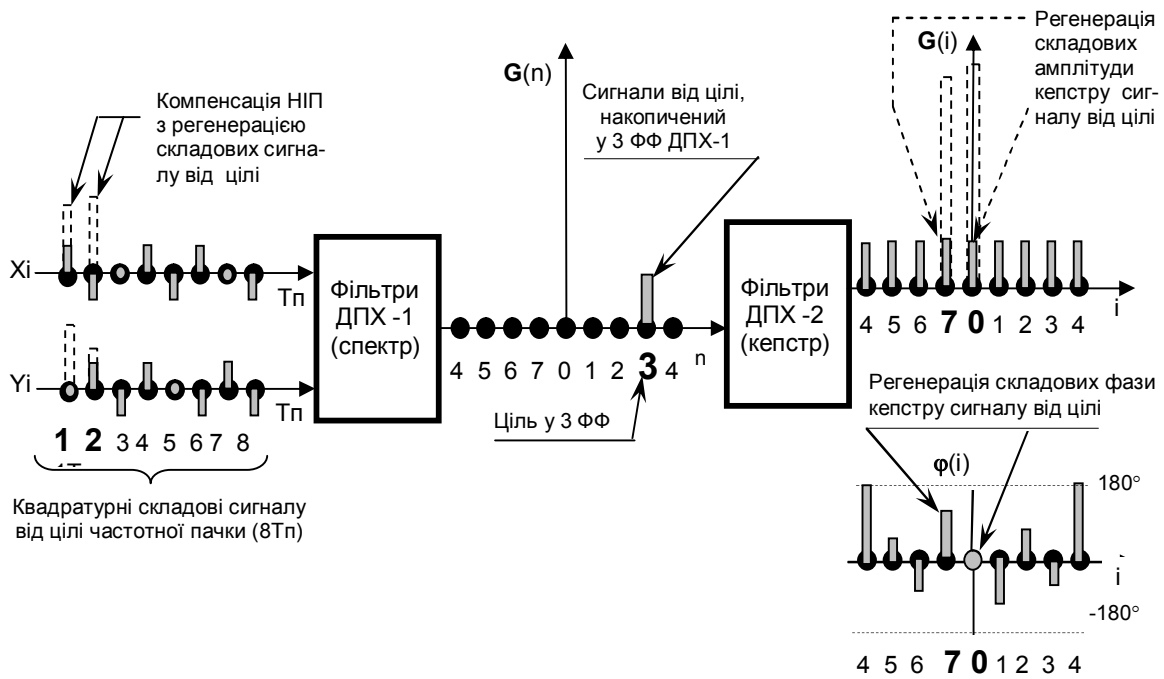 Компенсація НІП
з регенерацією
складових сигна-
лу від цілі
Xi
Тп
Yi
Тп
1 2 3 4 5 6 7 8
Квадратурні складові сигналу
від цілі частотної пачки (8Тп)
Фільтри
ДПХ -1
(спектр)
G(n)
Сигнали від цілі,
накопичений
у 3 ФФ ДПХ-1
4 5 6 7 0 1 2 3 4 n
Ціль у 3 ФФ
Фільтри
ДПХ -2
(кепстр)
G(i)
Регенерація
складових
амплітуди
кепстру сиг-
налу від цілі
4 5 6 7 0 1 2 3 4 i
Регенерація складових фази
кепстру сигналу від цілі
φ(i)
180°
i
-180°
4 5 6 7 0 1 2 3 4